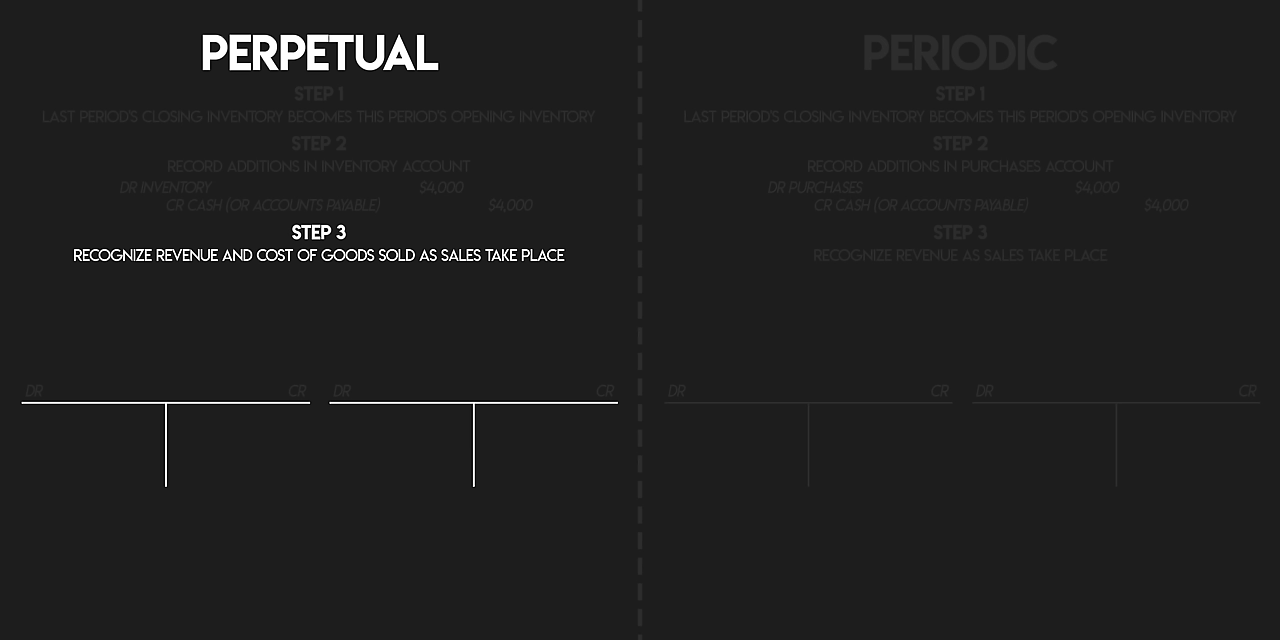 PERPETUAL
STEP 1
LAST PERIOD'S CLOSING INVENTORY BECOMES THIS PERIOD'S OPENING INVENTORY
STEP 2
RECORD ADDITIONS IN INVENTORY ACCOUNT
DR INVENTORY $4,000
CR CASH (OR ACCOUNTS PAYABLE) $4,000
STEP 3
RECOGNIZE REVENUE AND COST OF GOODS SOLD AS SALES TAKE PLACE
DR CR DR CR
PERIODIC
STEP 1
LAST PERIOD'S CLOSING INVENTORY BECOMES THIS PERIOD'S OPENING INVENTORY
STEP 2
RECORD ADDITIONS IN PURCHASES ACCOUNT
DR PURCHASES $4,000
CR CASH (OR ACCOUNTS PAYABLE) $4,000
STEP 3
RECOGNIZE REVENUE AS SALES TAKE PLACE
DR CR DR CR